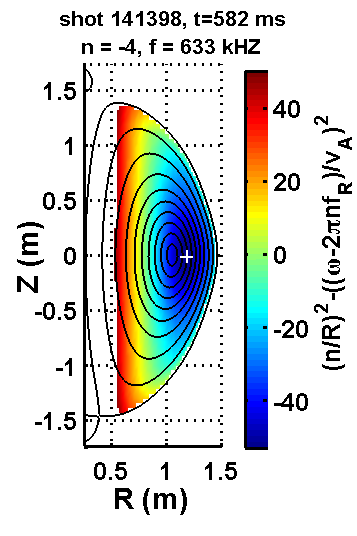 shot 141398, t=582 ms
n = -4, f = 633 kHZ
1.5
1
0.5
0
-0.5
-1
-1.5
Z (m)
0.5 1 1.5
R (m)
40
20
0
-20
-40
(n/R)²-((ω-2πnf_R)/v_A)²